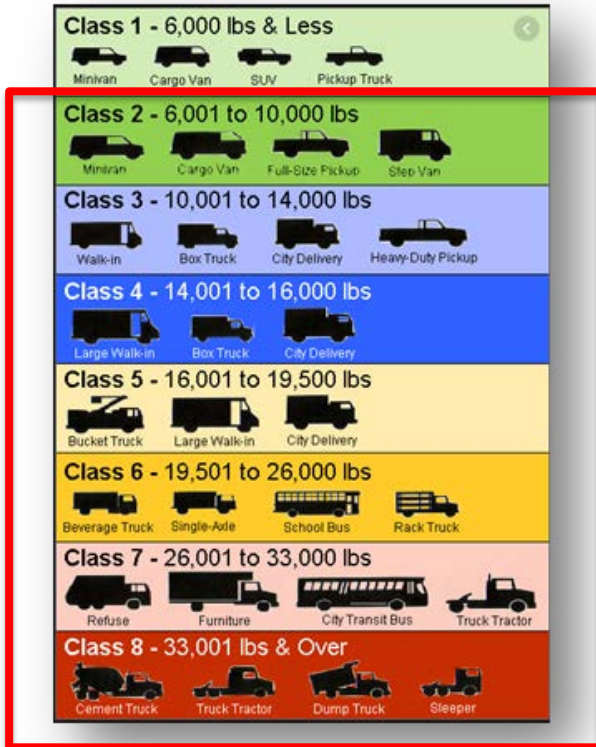 Class 1 - 6,000 lbs & Less
Minivan Cargo Van SUV Pickup Truck
Class 2 - 6,001 to 10,000 lbs
Minivan Cargo Van Full-Size Pickup Step Van
Class 3 - 10,001 to 14,000 lbs
Walk-in Box Truck City Delivery Heavy-Duty Pickup
Class 4 - 14,001 to 16,000 lbs
Large Walk-in Box Truck City Delivery
Class 5 - 16,001 to 19,500 lbs
Bucket Truck Large Walk-in City Delivery
Class 6 - 19,501 to 26,000 lbs
Beverage Truck Single-Axle School Bus Rack Truck
Class 7 - 26,001 to 33,000 lbs
Refuse Furniture City Transit Bus Truck Tractor
Class 8 - 33,001 lbs & Over
Cement Truck Truck Tractor Dump Truck Sleeper